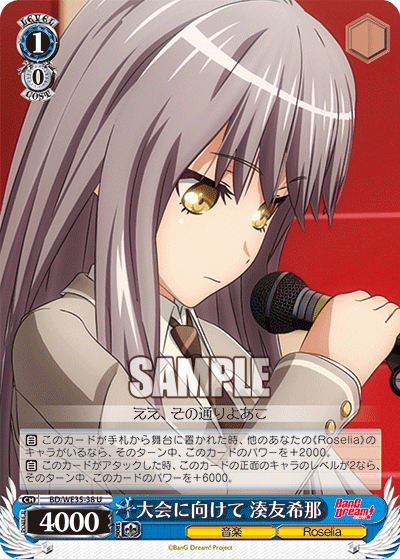 LEVEL
1
0
COST
SAMPLE
ええ、その通りよあこ
【自】このカードが手札から舞台に置かれた時、他のあなたの《Roselia》の
キャラがいるなら、そのターン中、このカードのパワーを+2000。
【自】このカードがアタックした時、このカードの正面のキャラのレベルが2なら、
そのターン中、このカードのパワーを+6000。
CH BD/WE35-38 U
4000
大会に向けて 湊友希那
BanG Dream!
音楽
Roselia
©BanG Dream! Project